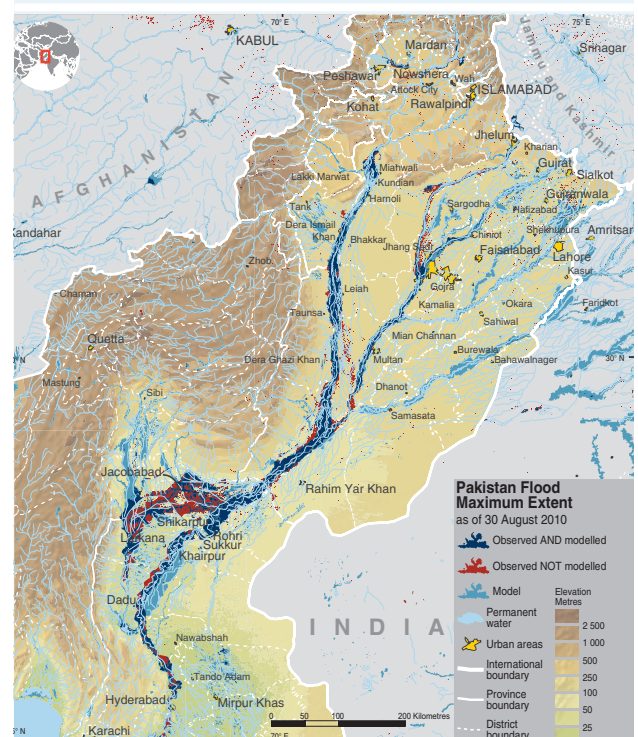 70° E
75° E
KABUL
Srinagar
Jammu and Kashmir
Mardan
Peshawar
Nowshera
Wah
Attock City
ISLAMABAD
Kohat
Rawalpindi
AFGHANISTAN
Jhelum
Kharian
Miahwali
Gujrat
Lakki Marwat
Kundian
Sialkot
Harnoli
Gujranwala
Tank
Sargodha
Hafizabad
Dera Ismail
Khan
Chiniot
Shekhupura
Amritsar
Kandahar
Bhakkar
Jhang Sadr
Faisalabad
Lahore
Zhob
Kasur
Gojra
Leiah
Chaman
Kamalia
Okara
Faridkot
Taunsa
Sahiwal
Quetta
Mian Channan
Burewala
30° N
Dera Ghazi Khan
Multan
Bahawalnager
Mastung
Dhanot
Sibi
Samasata
Jacobabad
Rahim Yar Khan
Shikarpur
Larkana
Rohri
Sukkur
Khairpur
Dadu
INDIA
Nawabshah
Tando Adam
Hyderabad
Mirpur Khas
Karachi
0 50 100 200 Kilometres
70° E
Pakistan Flood
Maximum Extent
as of 30 August 2010
Observed AND modelled
Observed NOT modelled
Model
Permanent
water
Urban areas
International
boundary
Province
boundary
District
boundary
Elevation
Metres
2 500
1 000
500
250
100
50
25